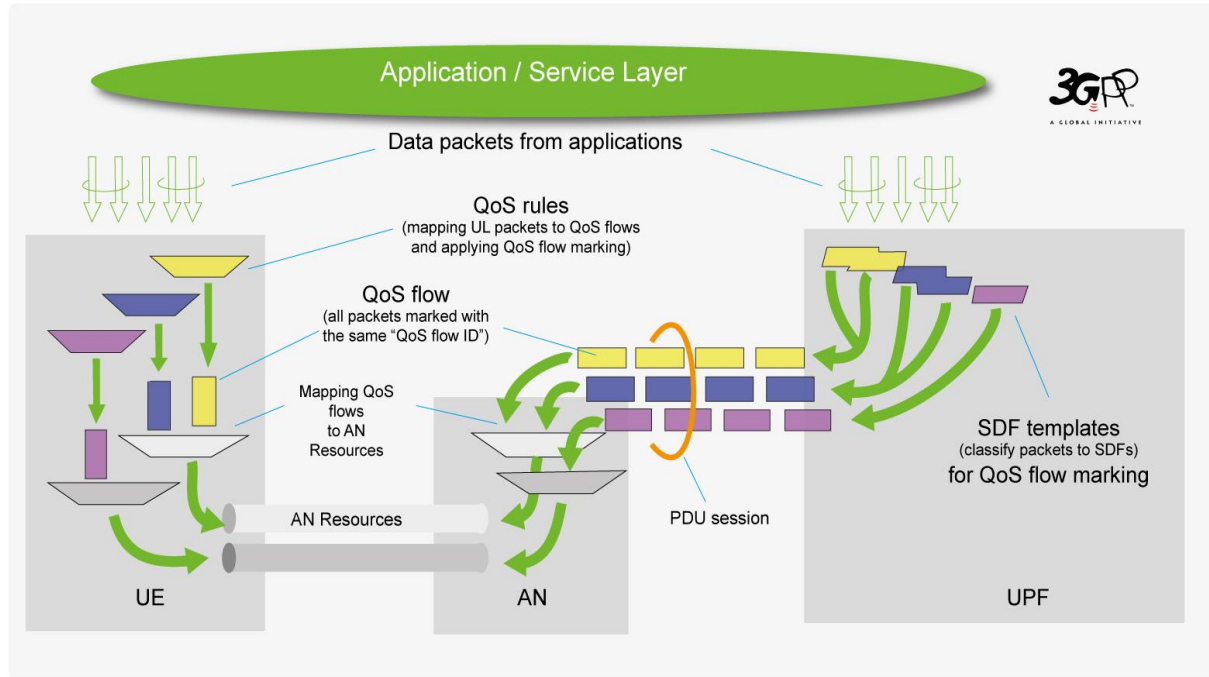 Application / Service Layer
3GPP
TM
A GLOBAL INITIATIVE
Data packets from applications
QoS rules
(mapping UL packets to QoS flows
and applying QoS flow marking)
QoS flow
(all packets marked with
the same “QoS flow ID”)
Mapping QoS
flows
to AN
Resources
SDF templates
(classify packets to SDFs)
for QoS flow marking
AN Resources
PDU session
UE
AN
UPF